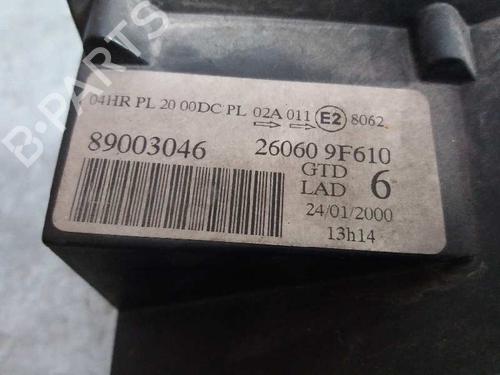 B-PARTS
04HR PL 20 00DC PL 02A 011 E2 8062
89003046 26060 9F610
GTD
LAD 6
24/01/2000
13h14